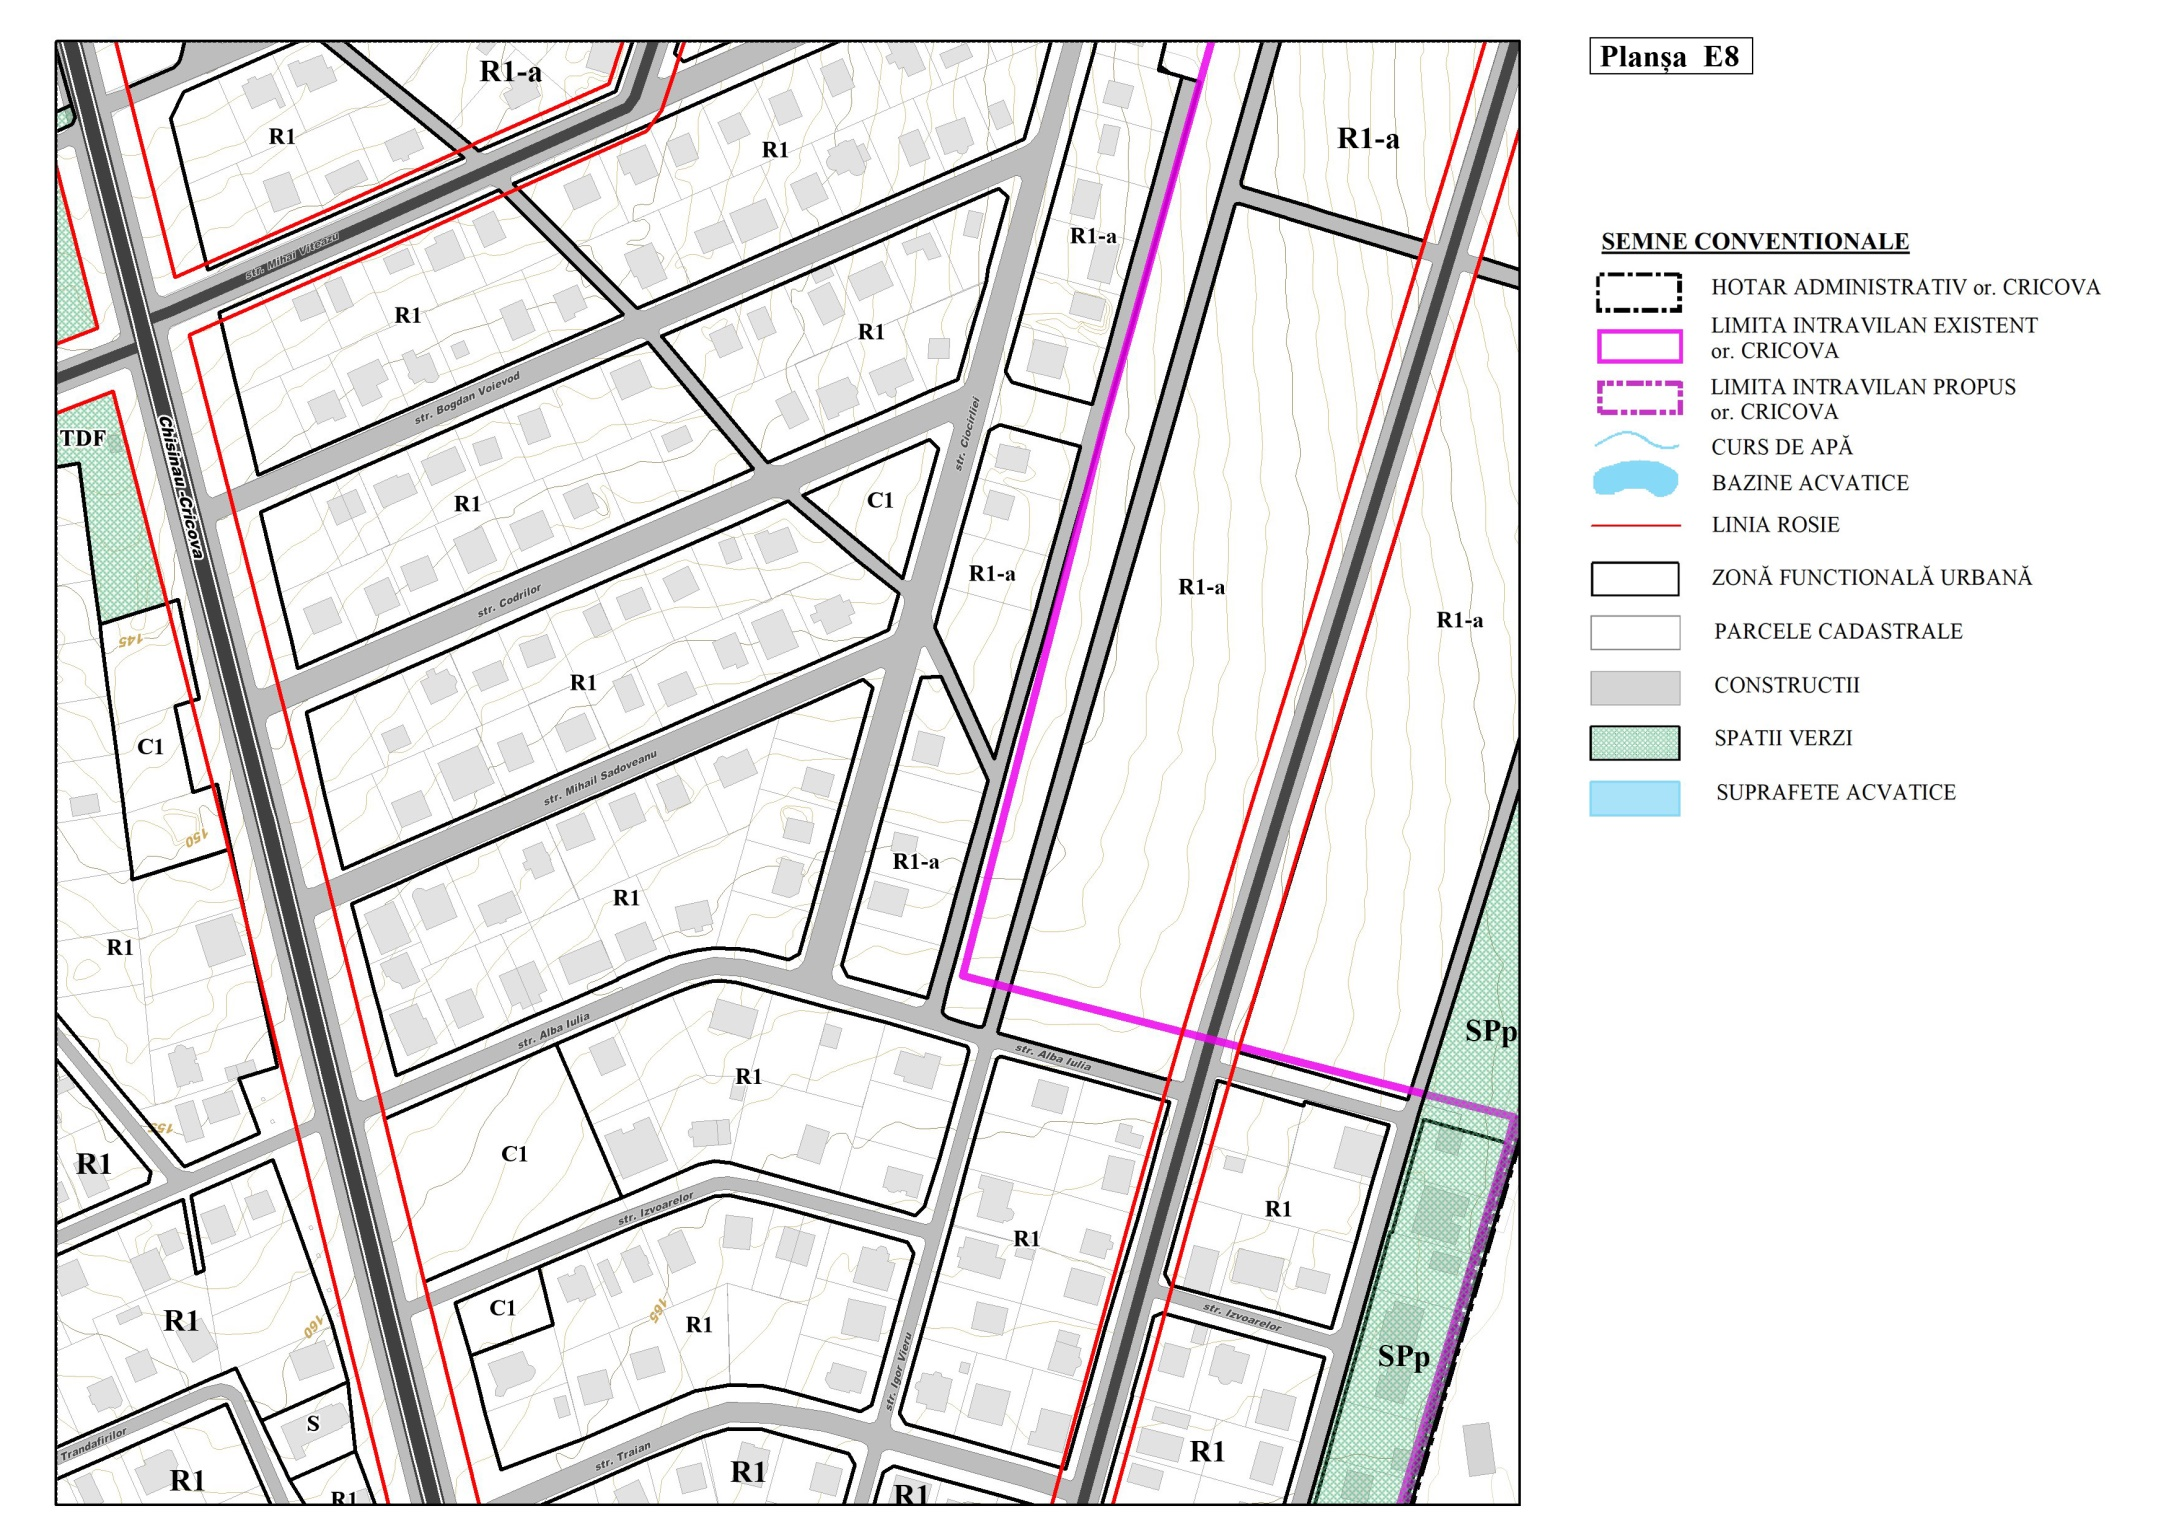 Planșa E8
SEMNE CONVENTIONALE
HOTAR ADMINISTRATIV or. CRICOVA
LIMITA INTRAVILAN EXISTENT
or. CRICOVA
LIMITA INTRAVILAN PROPUS
or. CRICOVA
CURS DE APĂ
BAZINE ACVATICE
LINIA ROSIE
ZONĂ FUNCTIONALĂ URBANĂ
PARCELE CADASTRALE
CONSTRUCTII
SPATII VERZI
SUPRAFETE ACVATICE
R1-a
R1
R1-a
R1
R1-a
str. Mihai Viteazu
R1
R1
str. Bogdan Voievod
str. Ciocirliei
Chisinau-Cricova
TDF
R1
C1
R1-a
R1-a
str. Codrilor
R1-a
145
R1
C1
str. Mihail Sadoveanu
150
R1-a
R1
R1
str. Alba Iulia
SPp
str. Alba Iulia
R1
155
C1
R1
str. Izvoarelor
R1
R1
C1
R1
R1
160
165
str. Izvoarelor
str. Igor Vieru
SPp
S
Trandafirilor
str. Traian
R1
R1
R1
R1
R1